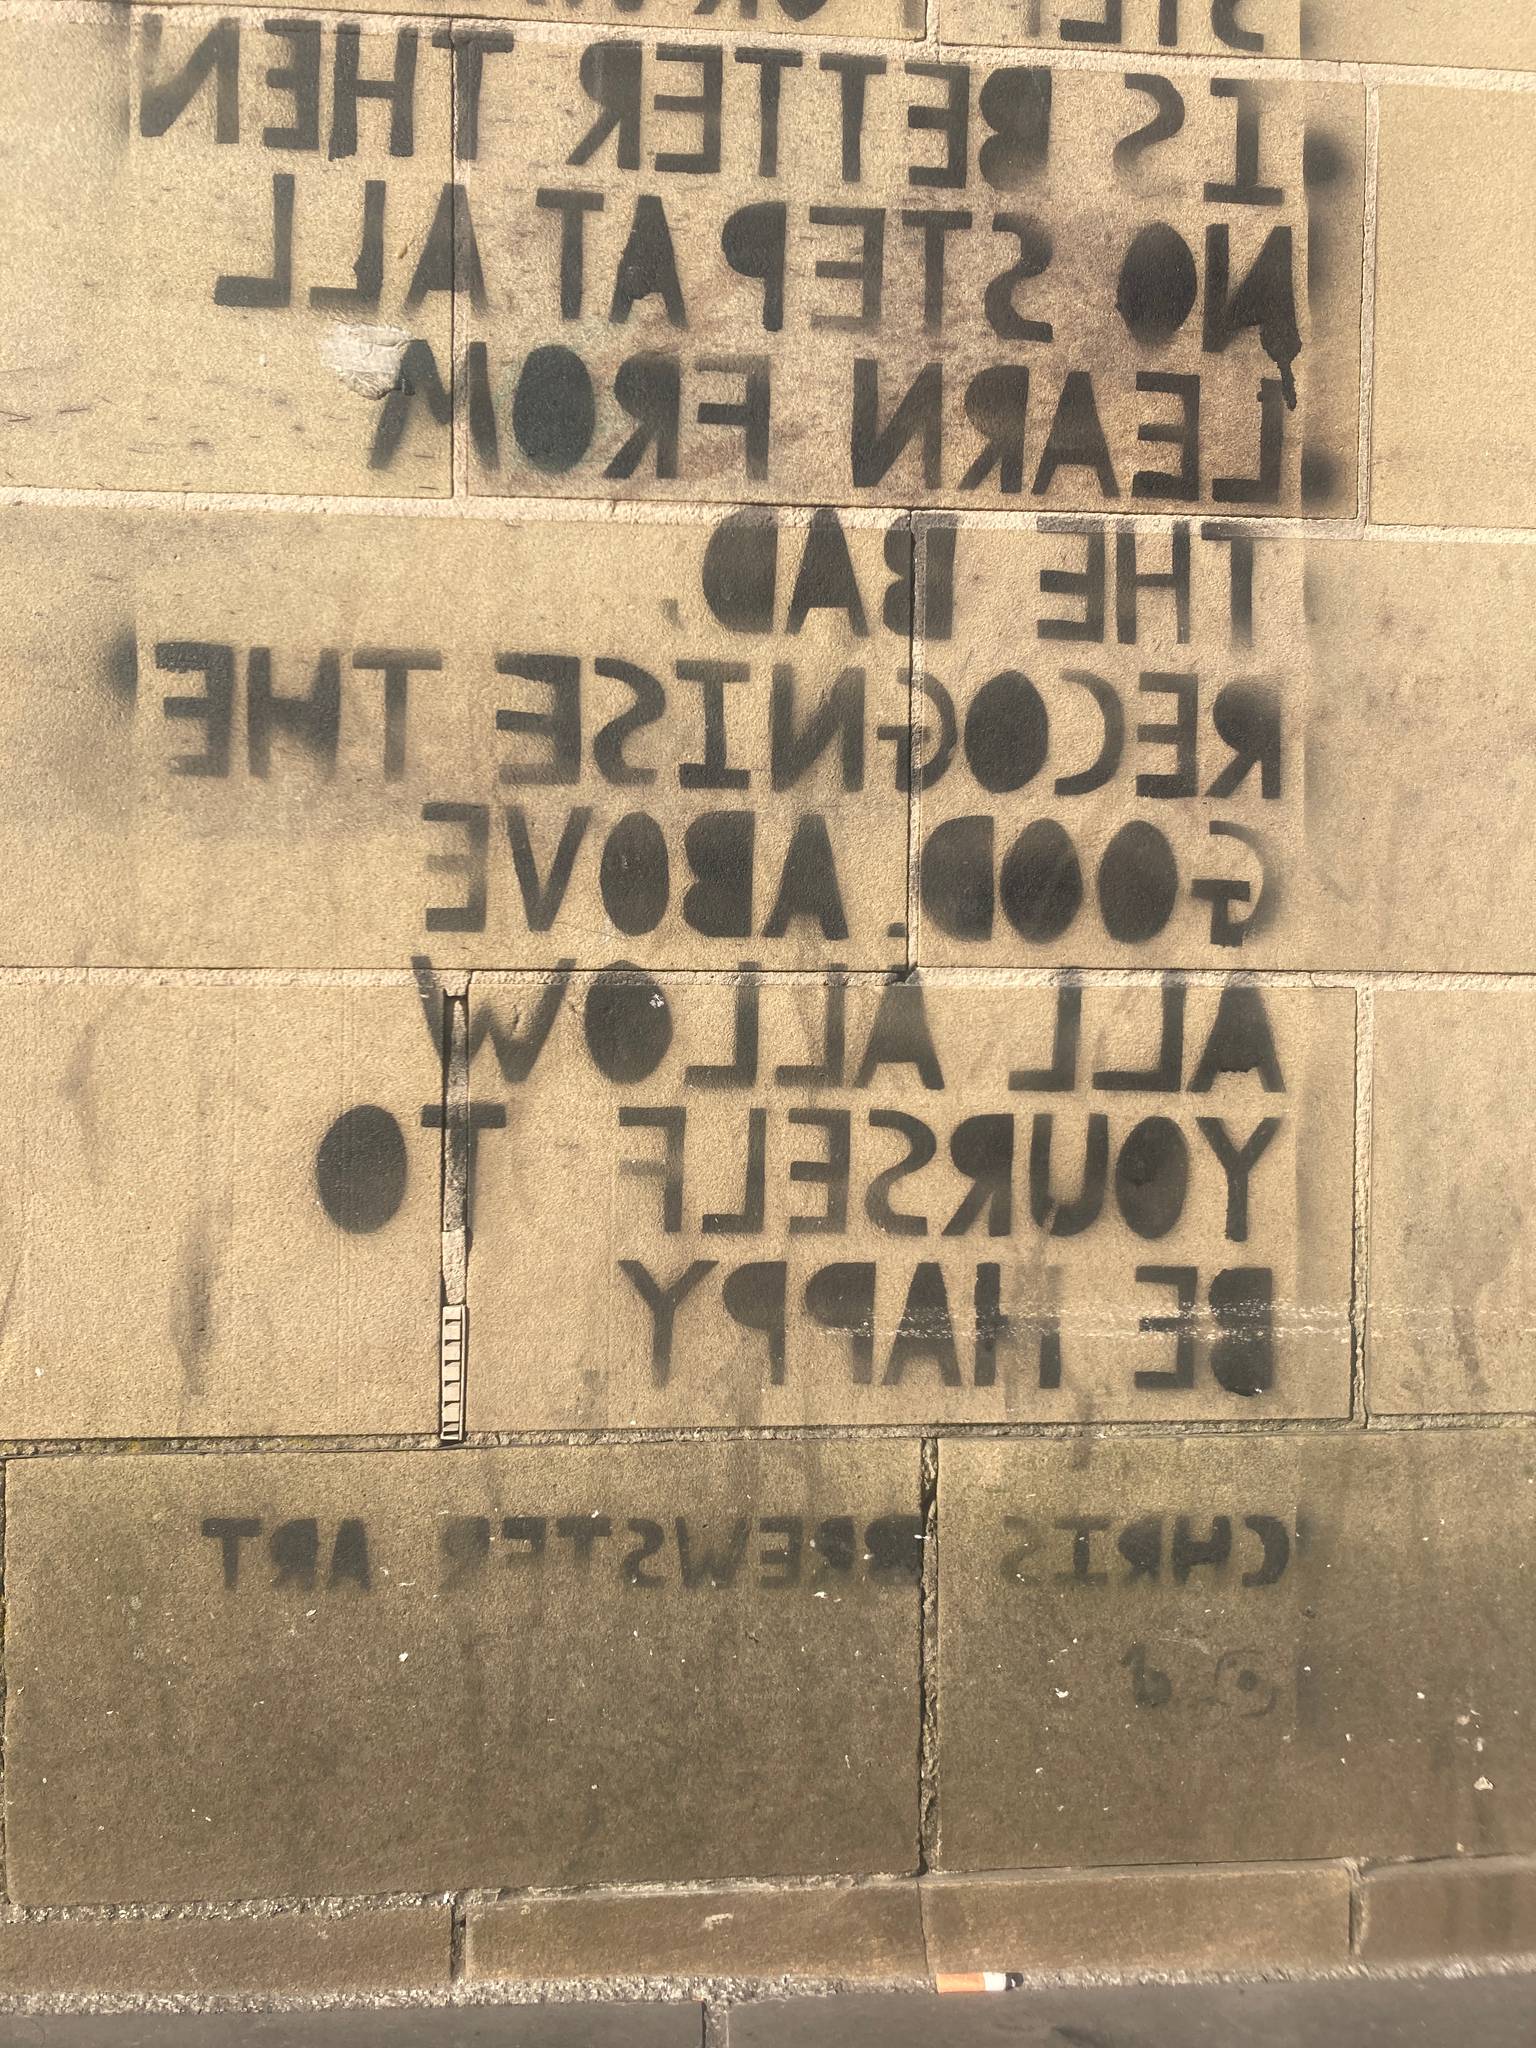 IS BETTER THEN
NO STEP AT ALL
LEARN FROM
THE BAD,
RECOGNISE THE
GOOD. ABOVE
ALL ALLOW
YOURSELF TO
BE HAPPY
CHRIS BREWSTER ART